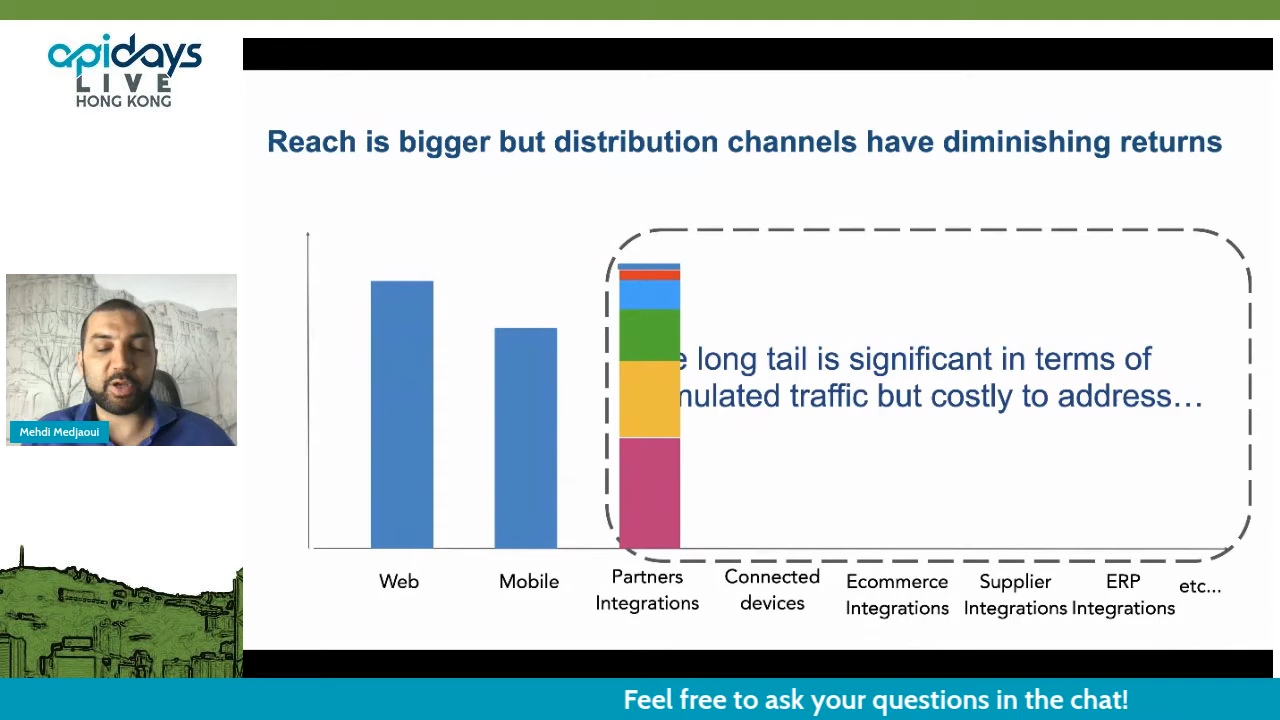 apidays
LIVE
HONG KONG
Reach is bigger but distribution channels have diminishing returns
long tail is significant in terms of
mulated traffic but costly to address...
Web
Mobile
Partners
Integrations
Connected
devices
Ecommerce
Integrations
Supplier
Integrations
ERP
Integrations
etc...
Mehdi Medjaoui
Feel free to ask your questions in the chat!